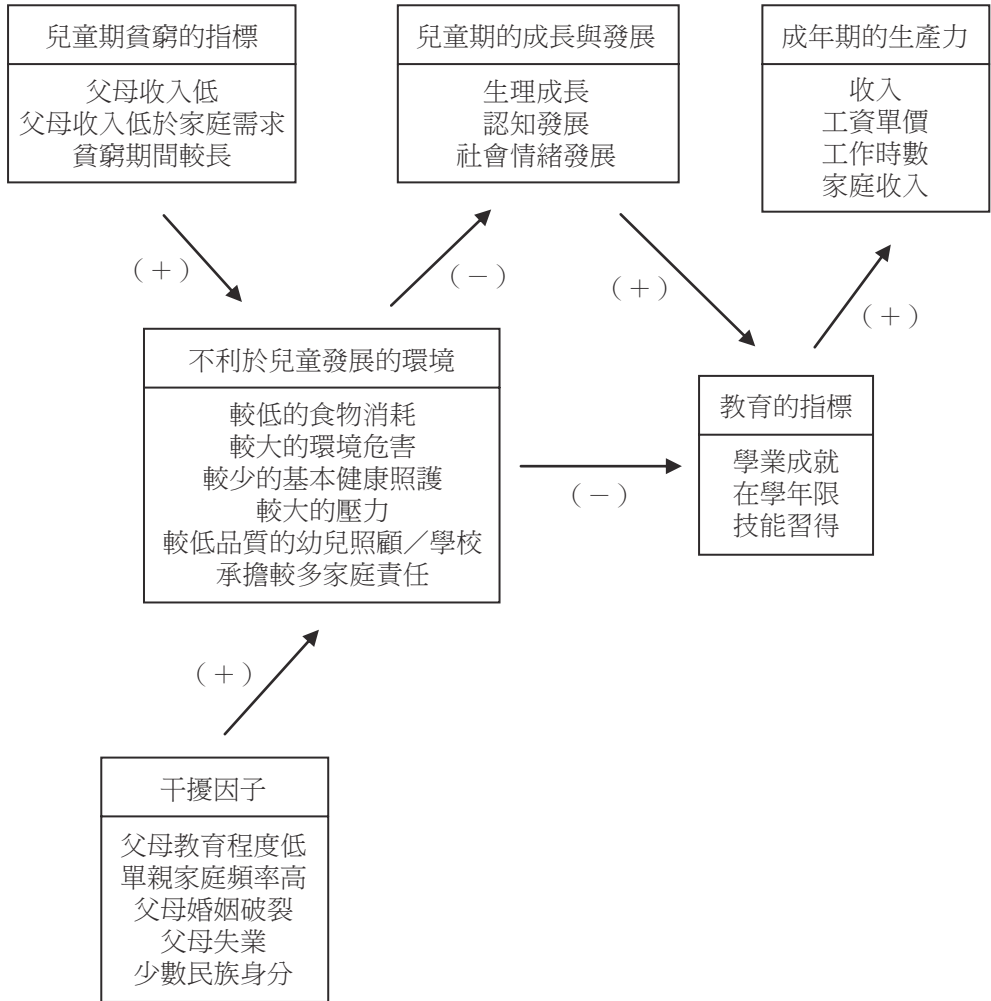 兒童期貧窮的指標
父母收入低
父母收入低於家庭需求
貧窮期間較長
兒童期的成長與發展
生理成長
認知發展
社會情緒發展
成年期的生產力
收入
工資單價
工作時數
家庭收入
（＋）
（－）
（＋）
（＋）
不利於兒童發展的環境
較低的食物消耗
較大的環境危害
較少的基本健康照護
較大的壓力
較低品質的幼兒照顧／學校
承擔較多家庭責任
（－）
教育的指標
學業成就
在學年限
技能習得
（＋）
干擾因子
父母教育程度低
單親家庭頻率高
父母婚姻破裂
父母失業
少數民族身分